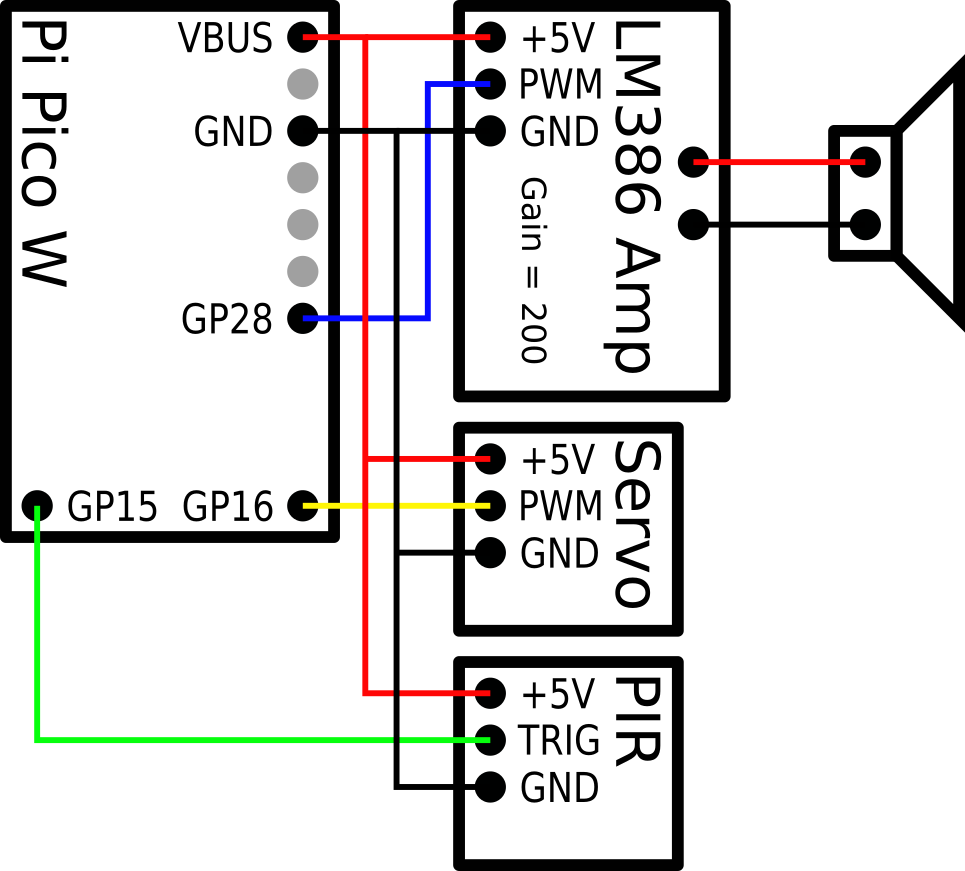 Pi Pico W
VBUS
GND
GP28
GP15
GP16
LM386 Amp
+5V
PWM
GND
Gain = 200
Servo
+5V
PWM
GND
PIR
+5V
TRIG
GND